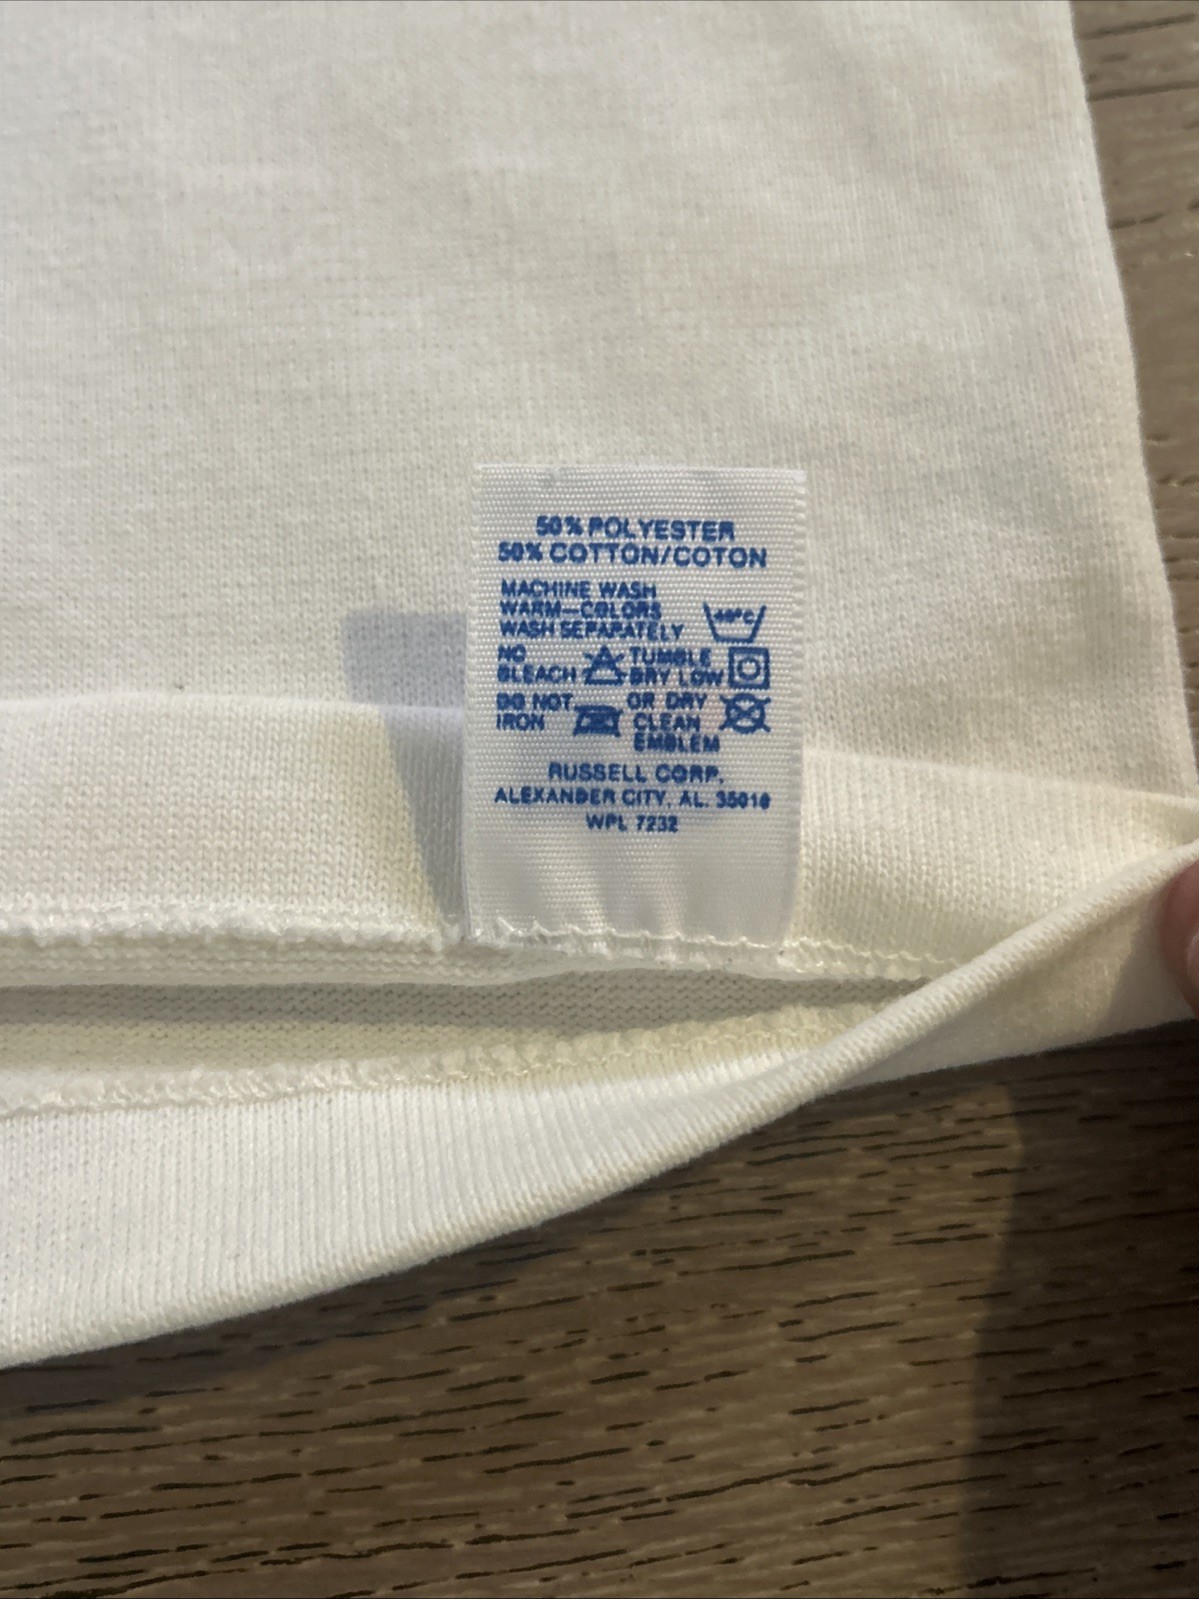 50% POLYESTER
50% COTTON/COTON
MACHINE WASH
WARM—COLORS
WASH SEPARATELY
40°C
NO
BLEACH
TUMBLE
DRY LOW
DO NOT
IRON
OR DRY
CLEAN
EMBLEM
RUSSELL CORP.
ALEXANDER CITY, AL. 35010
WPL 7232